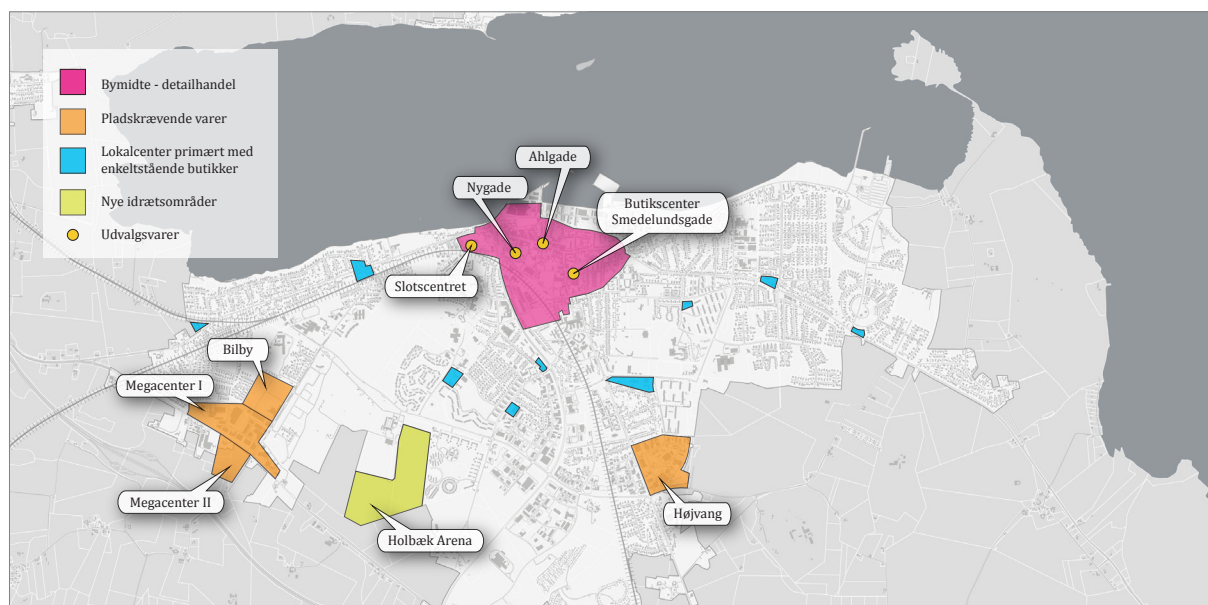 Bymidte - detailhandel
Pladskrævende varer
Lokalcenter primært med
enkeltstående butikker
Nye idrætsområder
Udvalgsvarer
Ahlgade
Nygade
Butikscenter
Smedelundsgade
Slotscentret
Bilby
Megacenter I
Megacenter II
Højvang
Holbæk Arena